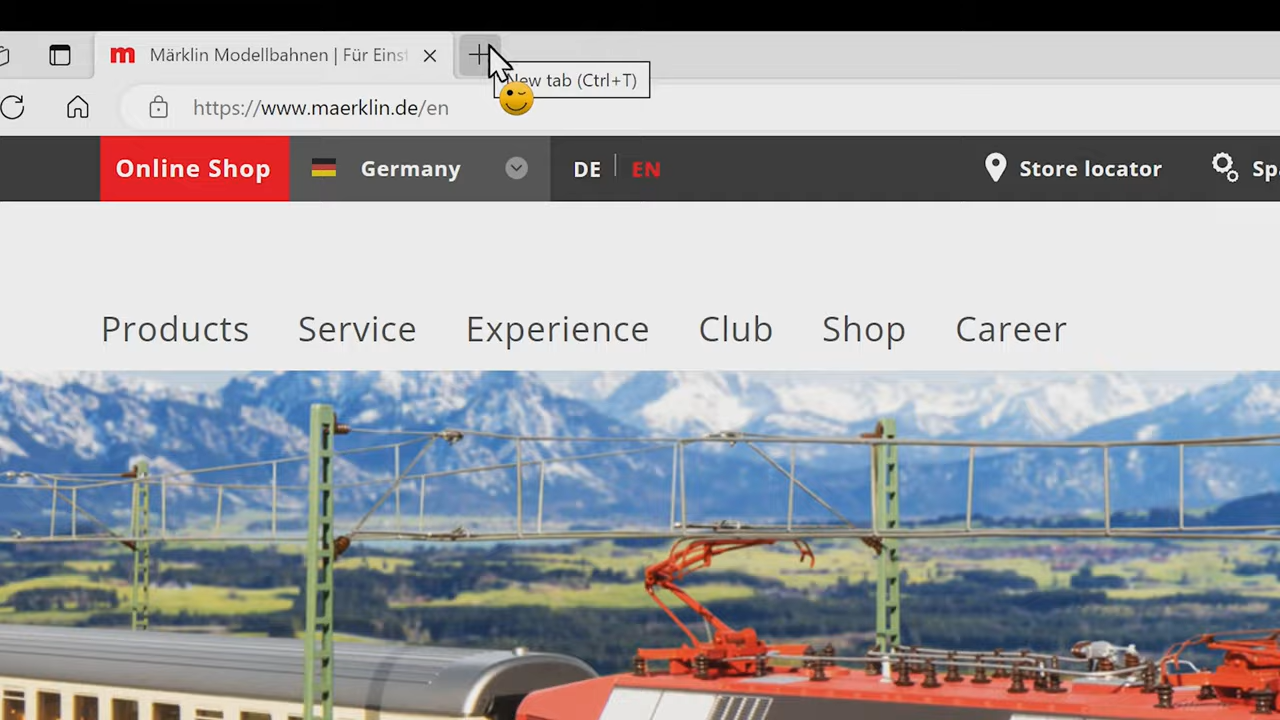 m Märklin Modellbahnen | Für Einst
New tab (Ctrl+T)
https://www.maerklin.de/en
Online Shop
Germany
DE | EN
Store locator
Products
Service
Experience
Club
Shop
Career